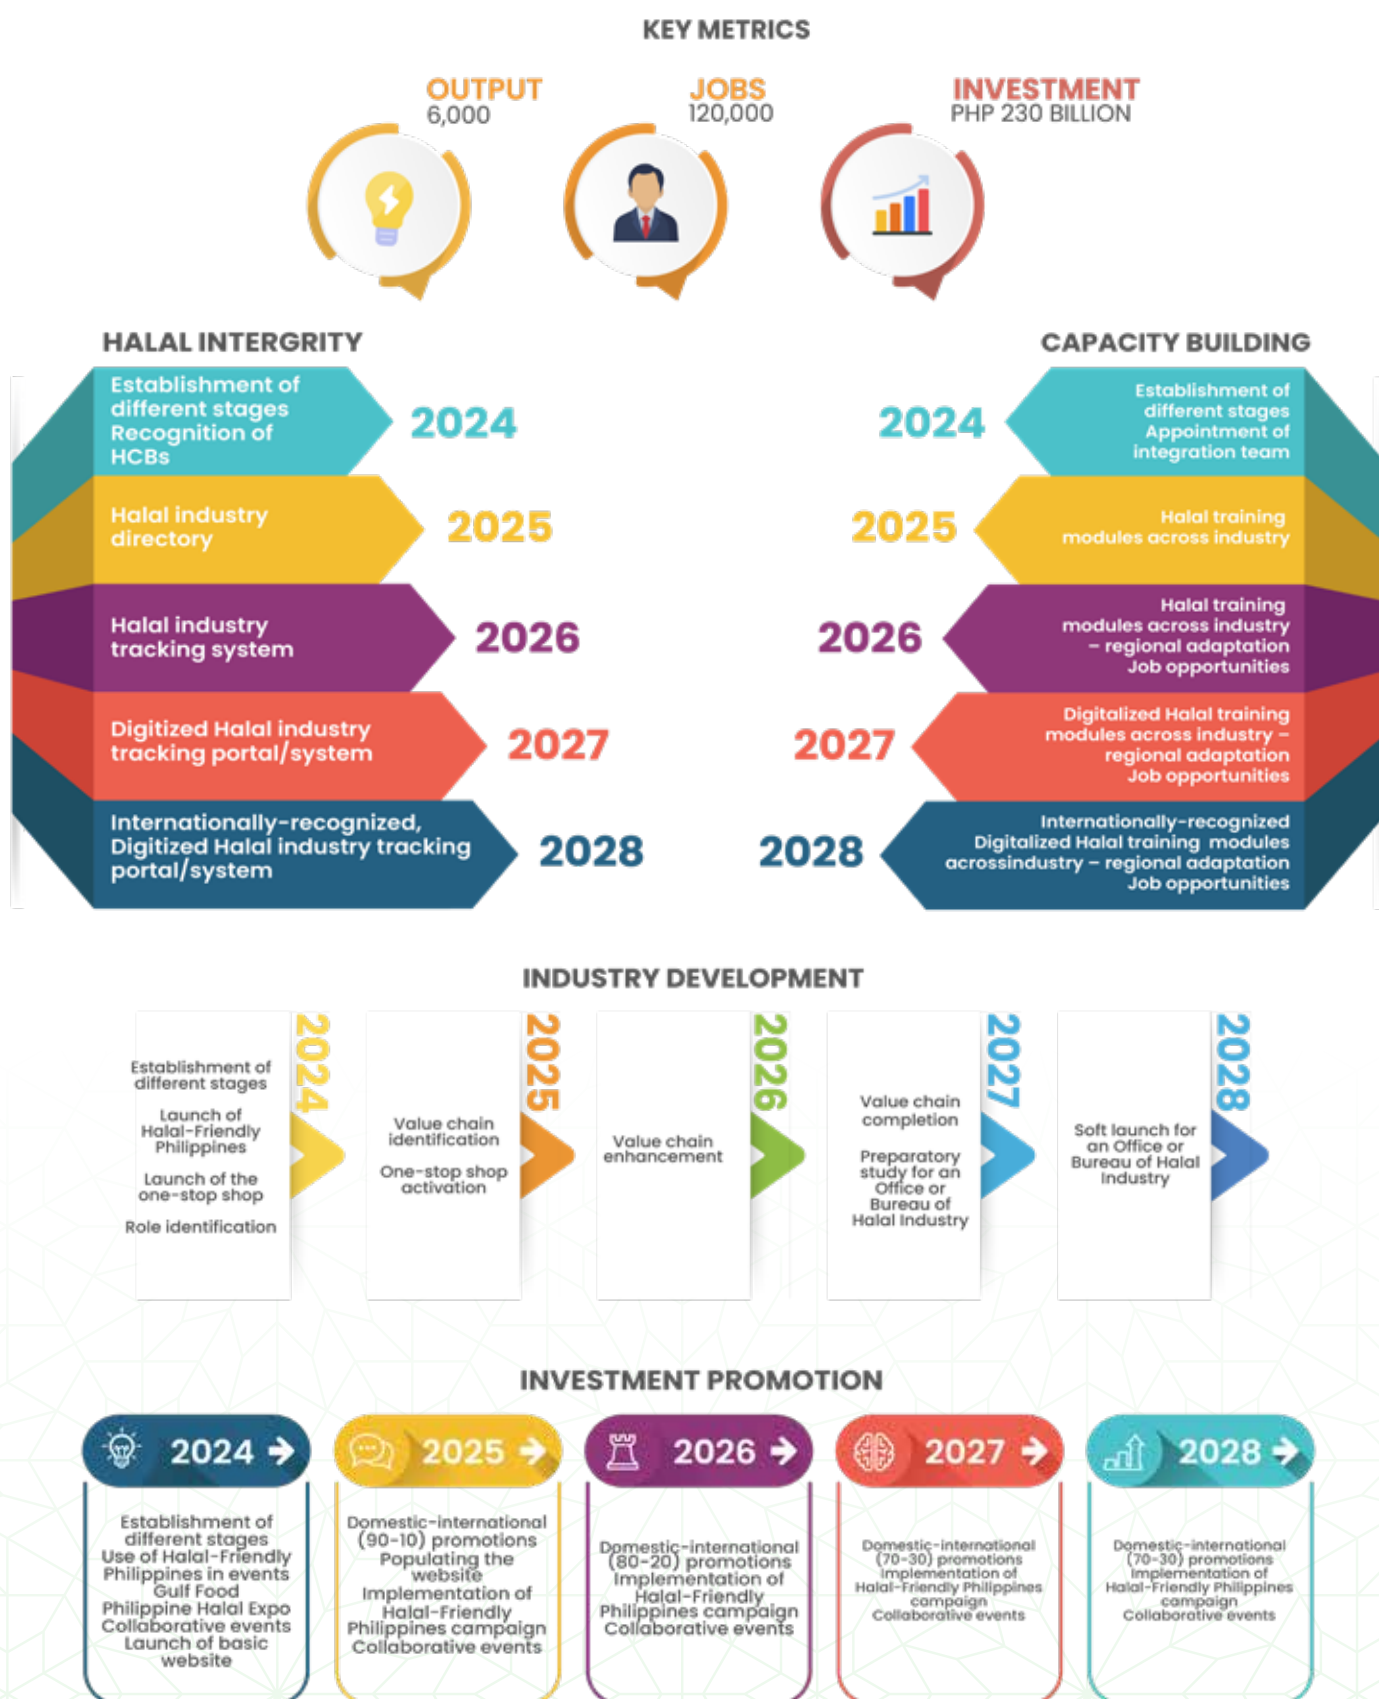 KEY METRICS
OUTPUT
6,000
JOBS
120,000
INVESTMENT
PHP 230 BILLION
HALAL INTERGRITY
Establishment of
different stages
Recognition of
HCBs
2024
Halal industry
directory
2025
Halal industry
tracking system
2026
Digitized Halal industry
tracking portal/system
2027
Internationally-recognized,
Digitized Halal industry tracking
portal/system
2028
CAPACITY BUILDING
2024
Establishment of
different stages
Appointment of
integration team
2025
Halal training
modules across industry
2026
Halal training
modules across industry
– regional adaptation
Job opportunities
2027
Digitalized Halal training
modules across industry –
regional adaptation
Job opportunities
2028
Internationally-recognized
Digitalized Halal training modules
acrossindustry – regional adaptation
Job opportunities
INDUSTRY DEVELOPMENT
2024
Establishment of
different stages
Launch of
Halal-Friendly
Philippines
Launch of the
one-stop shop
Role identification
2025
Value chain
identification
One-stop shop
activation
2026
Value chain
enhancement
2027
Value chain
completion
Preparatory
study for an
Office or
Bureau of
Halal Industry
2028
Soft launch for
an Office or
Bureau of Halal
Industry
INVESTMENT PROMOTION
2024
Establishment of
different stages
Use of Halal-Friendly
Philippines in events
Gulf Food
Philippine Halal Expo
Collaborative events
Launch of basic
website
2025
Domestic-international
(90-10) promotions
Populating the
website
Implementation of
Halal-Friendly
Philippines campaign
Collaborative events
2026
Domestic-international
(80-20) promotions
Implementation of
Halal-Friendly
Philippines campaign
Collaborative events
2027
Domestic-international
(70-30) promotions
Implementation of
Halal-Friendly Philippines
campaign
Collaborative events
2028
Domestic-international
(70-30) promotions
Implementation of
Halal-Friendly Philippines
campaign
Collaborative events